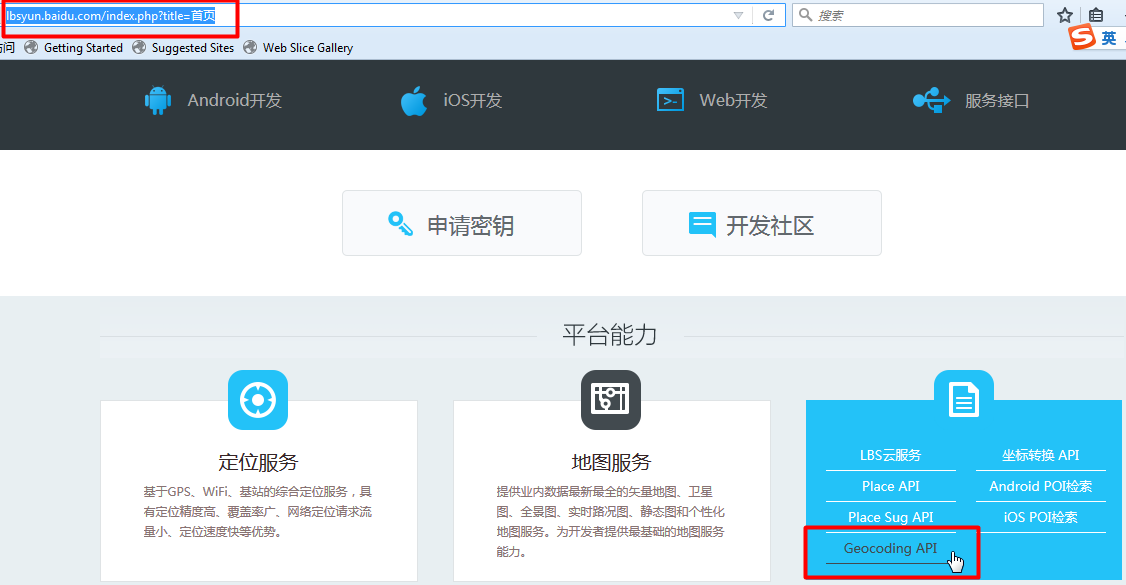 lbsyun.baidu.com/index.php?title=首页
搜索
英
问 Getting Started Suggested Sites Web Slice Gallery
Android开发 iOS开发 Web开发 服务接口
申请密钥 开发社区
平台能力
定位服务
基于GPS、WiFi、基站的综合定位服务，具
有定位精度高、覆盖率广、网络定位请求流
量小、定位速度快等优势。
地图服务
提供业内数据最新最全的矢量地图、卫星
图、全景图、实时路况图、静态图和个性化
地图服务。为开发者提供最基础的地图服务
能力。
LBS云服务 坐标转换 API
Place API Android POI检索
Place Sug API iOS POI检索
Geocoding API